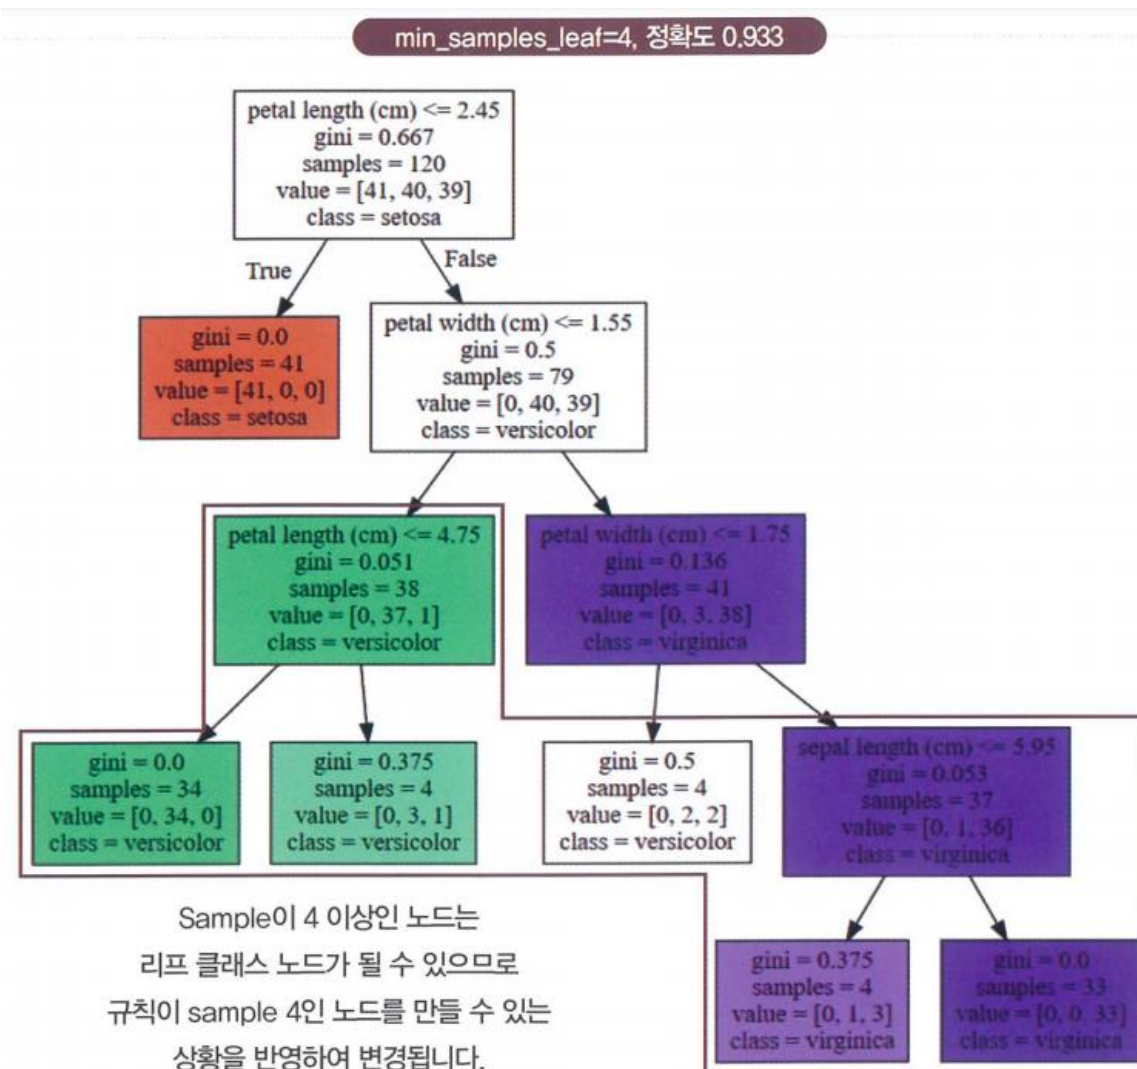 min_samples_leaf=4, 정확도 0.933
petal length (cm) <= 2.45
gini = 0.667
samples = 120
value = [41, 40, 39]
class = setosa
True
False
gini = 0.0
samples = 41
value = [41, 0, 0]
class = setosa
petal width (cm) <= 1.55
gini = 0.5
samples = 79
value = [0, 40, 39]
class = versicolor
petal length (cm) <= 4.75
gini = 0.051
samples = 38
value = [0, 37, 1]
class = versicolor
petal width (cm) <= 1.75
gini = 0.136
samples = 41
value = [0, 3, 38]
class = virginica
gini = 0.0
samples = 34
value = [0, 34, 0]
class = versicolor
gini = 0.375
samples = 4
value = [0, 3, 1]
class = versicolor
gini = 0.5
samples = 4
value = [0, 2, 2]
class = versicolor
sepal length (cm) <= 5.95
gini = 0.053
samples = 37
value = [0, 1, 36]
class = virginica
gini = 0.375
samples = 4
value = [0, 1, 3]
class = virginica
gini = 0.0
samples = 33
value = [0, 0, 33]
class = virginica
Sample이 4 이상인 노드는
리프 클래스 노드가 될 수 있으므로
규칙이 sample 4인 노드를 만들 수 있는
상황을 반영하여 변경됩니다.